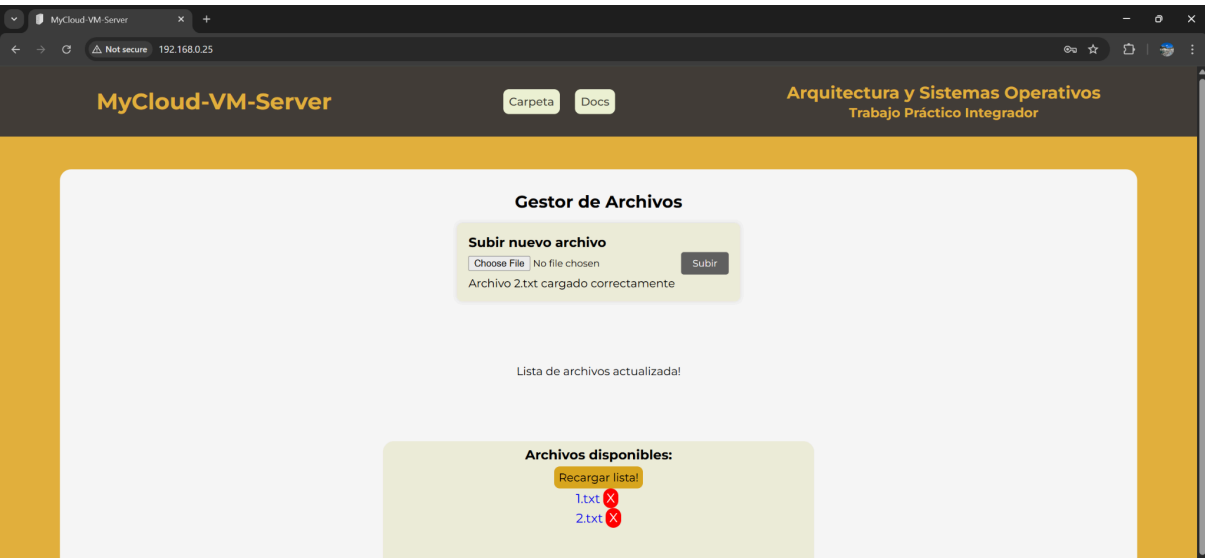 MyCloud-VM-Server
Not secure 192.168.0.25
MyCloud-VM-Server
Carpeta
Docs
Arquitectura y Sistemas Operativos
Trabajo Práctico Integrador
Gestor de Archivos
Subir nuevo archivo
Choose File No file chosen
Subir
Archivo 2.txt cargado correctamente
Lista de archivos actualizada!
Archivos disponibles:
Recargar lista!
1.txt X
2.txt X